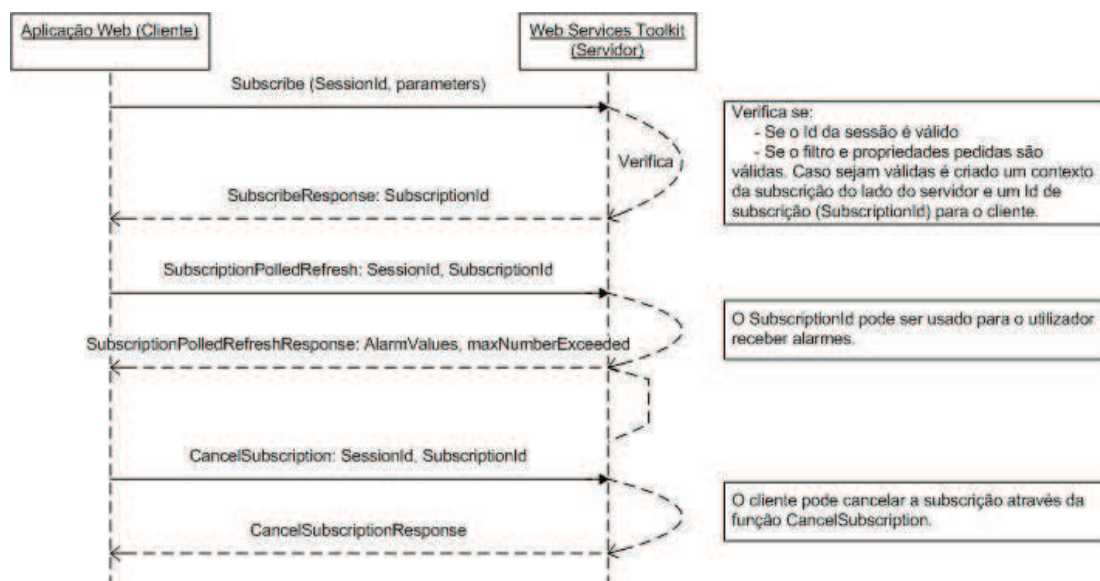 Aplicação Web (Cliente)
Web Services Toolkit
(Servidor)
Subscribe (SessionId, parameters)
Verifica
SubscribeResponse: SubscriptionId
Verifica se:
- Se o Id da sessão é válido
- Se o filtro e propriedades pedidas são
válidas. Caso sejam válidas é criado um contexto
da subscrição do lado do servidor e um Id de
subscrição (SubscriptionId) para o cliente.
SubscriptionPolledRefresh: SessionId, SubscriptionId
O SubscriptionId pode ser usado para o utilizador
receber alarmes.
SubscriptionPolledRefreshResponse: AlarmValues, maxNumberExceeded
CancelSubscription: SessionId, SubscriptionId
O cliente pode cancelar a subscrição através da
função CancelSubscription.
CancelSubscriptionResponse